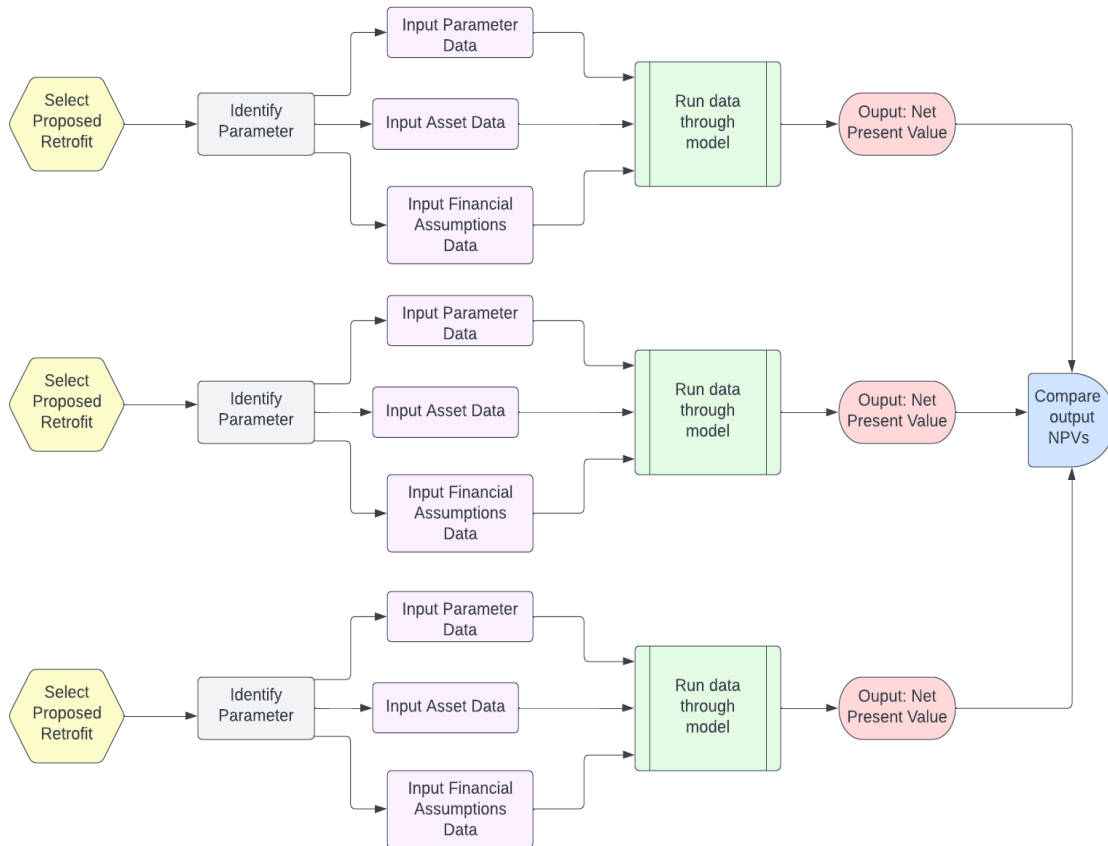 Select
Proposed
Retrofit
Identify
Parameter
Input Parameter
Data
Input Asset Data
Input Financial
Assumptions
Data
Run data
through
model
Ouput: Net
Present Value
Select
Proposed
Retrofit
Identify
Parameter
Input Parameter
Data
Input Asset Data
Input Financial
Assumptions
Data
Run data
through
model
Ouput: Net
Present Value
Compare
output
NPVs
Select
Proposed
Retrofit
Identify
Parameter
Input Parameter
Data
Input Asset Data
Input Financial
Assumptions
Data
Run data
through
model
Ouput: Net
Present Value